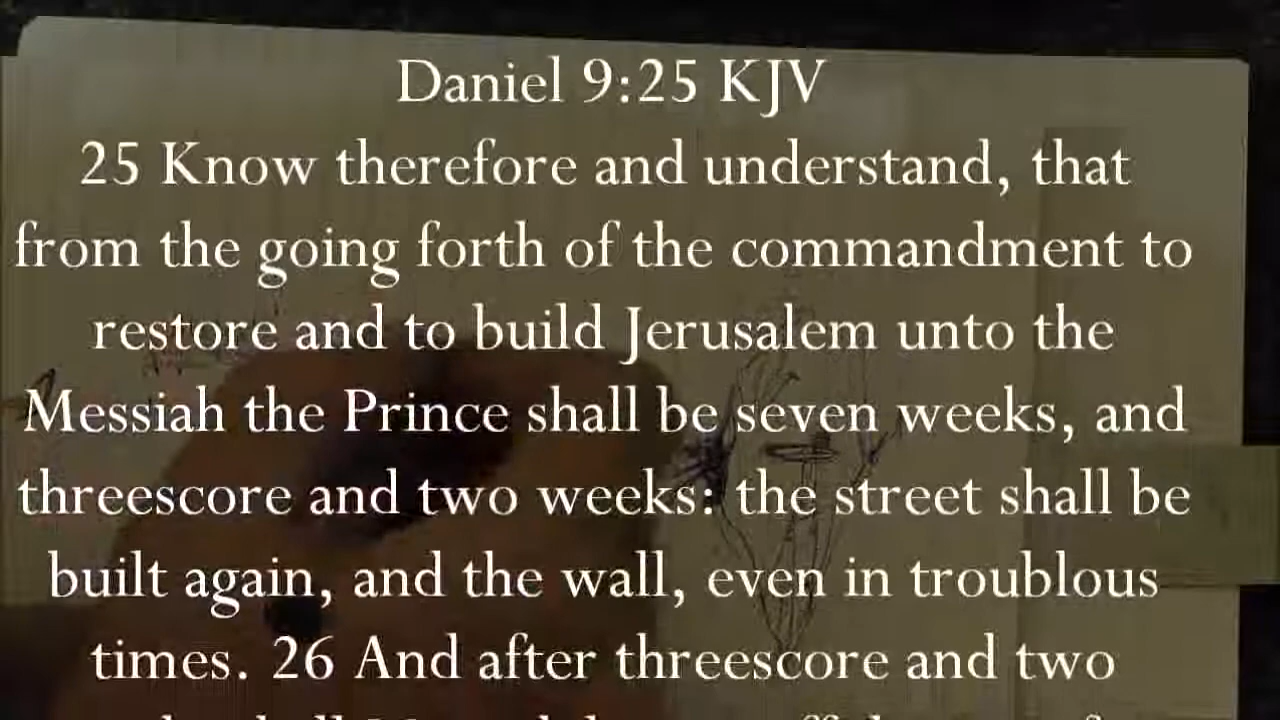 Daniel 9:25 KJV
25 Know therefore and understand, that
from the going forth of the commandment to
restore and to build Jerusalem unto the
Messiah the Prince shall be seven weeks, and
threescore and two weeks: the street shall be
built again, and the wall, even in troublous
times. 26 And after threescore and two